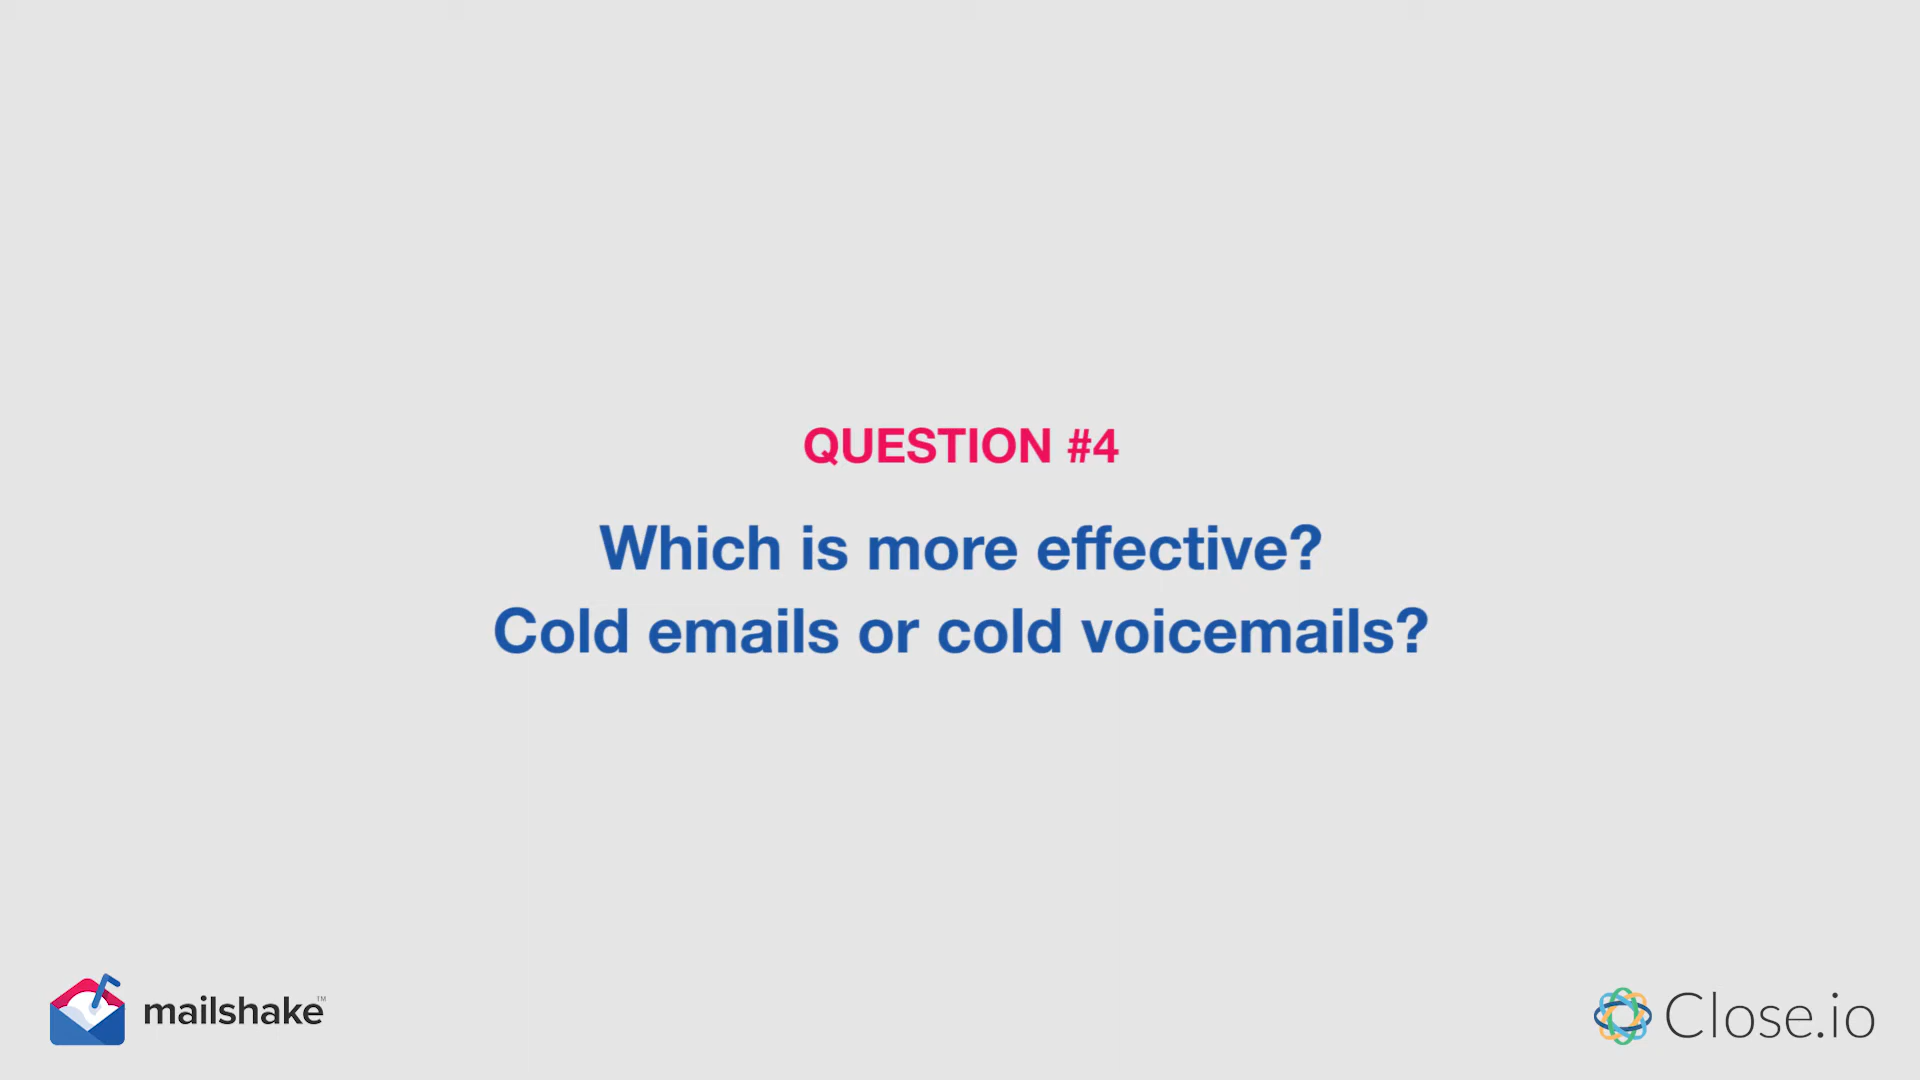 QUESTION #4
Which is more effective?
Cold emails or cold voicemails?
mailshake™
Close.io